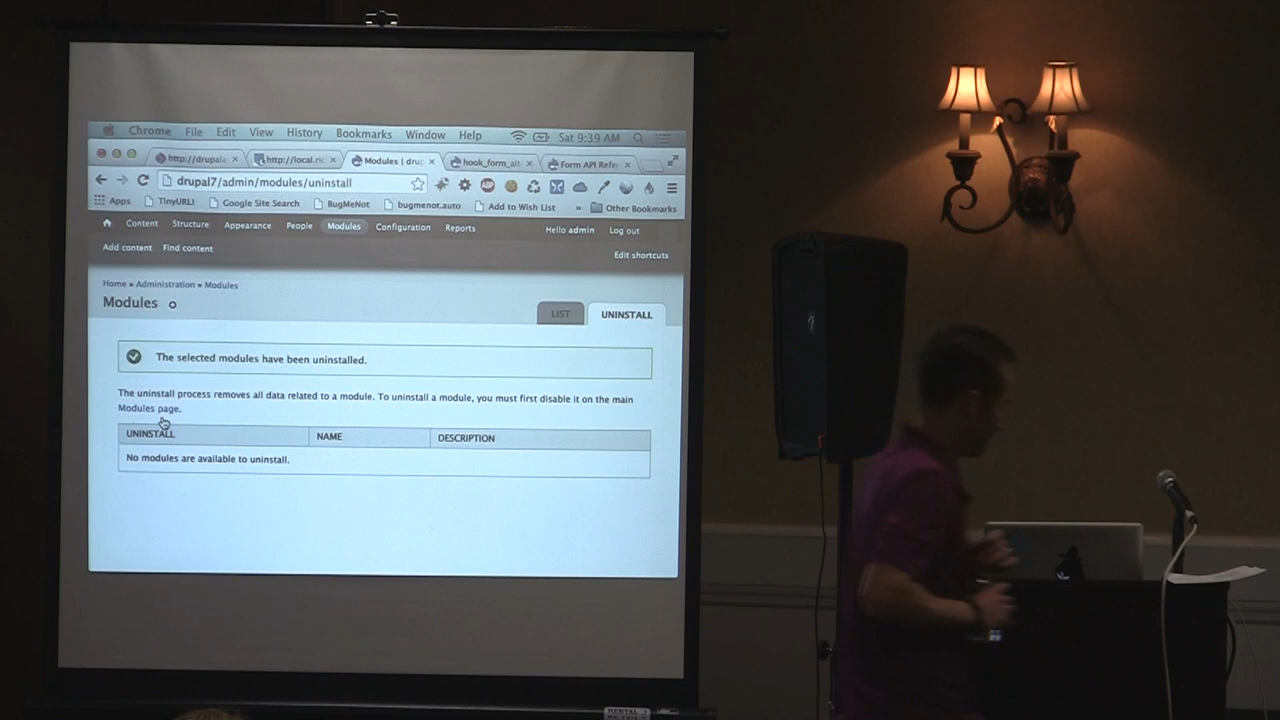 Chrome File Edit View History Bookmarks Window Help Sat 9:39 AM
http://drupala http://local.ric Modules | drup hook_form_alt Form API Refer
drupal7/admin/modules/uninstall
ABP
Apps TinyURL! Google Site Search BugMeNot bugmenot.auto Add to Wish List » Other Bookmarks
Content Structure Appearance People Modules Configuration Reports Hello admin Log out
Add content Find content Edit shortcuts
Home » Administration » Modules
Modules
LIST UNINSTALL
The selected modules have been uninstalled.
The uninstall process removes all data related to a module. To uninstall a module, you must first disable it on the main
Modules page.
UNINSTALL NAME DESCRIPTION
No modules are available to uninstall.